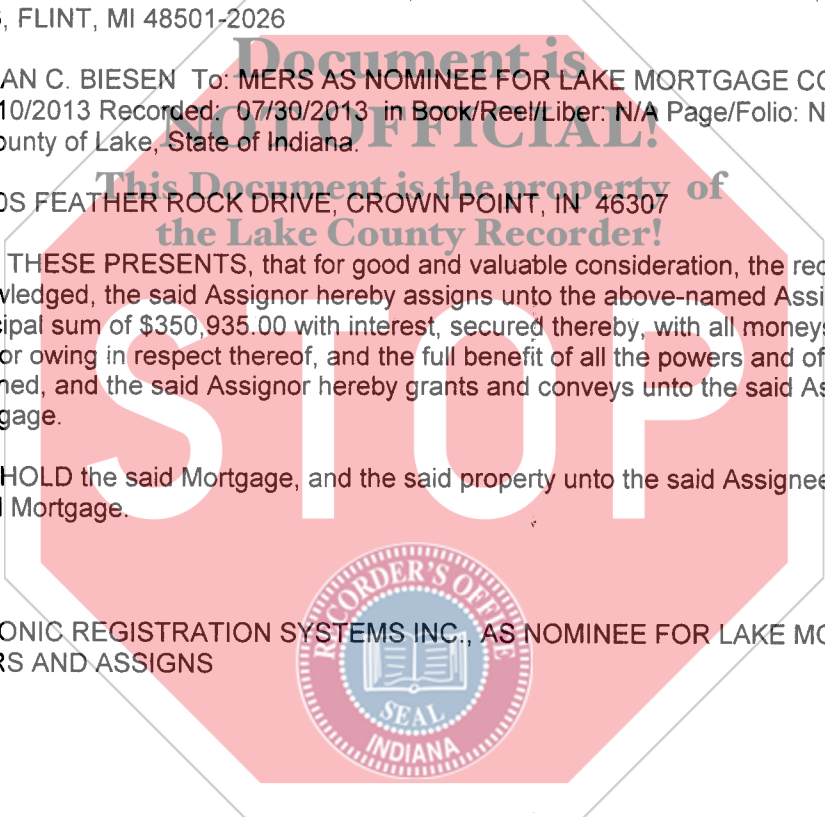 , FLINT, MI 48501-2026
Document is
AN C. BIESEN To: MERS AS NOMINEE FOR LAKE MORTGAGE CO
10/2013 Recorded: 07/30/2013 in Book/Reel/Liber: N/A Page/Folio: N
NOT OFFICIAL!
ounty of Lake, State of Indiana.
This Document is the property of
0S FEATHER ROCK DRIVE, CROWN POINT, IN 46307
the Lake County Recorder!
THESE PRESENTS, that for good and valuable consideration, the rec
wledged, the said Assignor hereby assigns unto the above-named Assi
cipal sum of $350,935.00 with interest, secured thereby, with all moneys
or owing in respect thereof, and the full benefit of all the powers and of
ned, and the said Assignor hereby grants and conveys unto the said As
gage.
STOP
HOLD the said Mortgage, and the said property unto the said Assignee
Mortgage.
RECORDER'S OFFICE
ONIC REGISTRATION SYSTEMS INC., AS NOMINEE FOR LAKE MO
RS AND ASSIGNS
SEAL
INDIANA